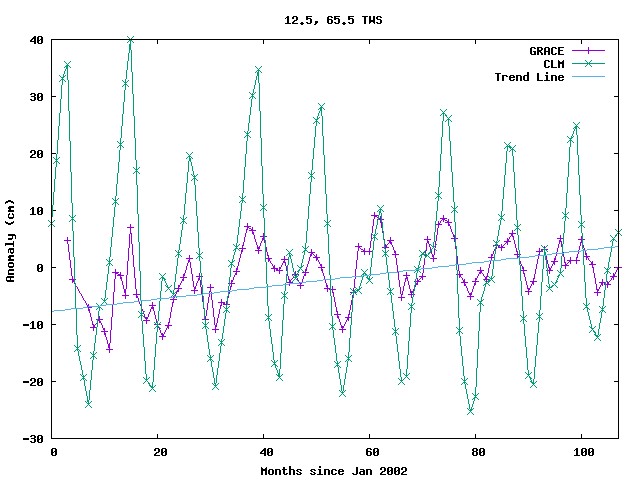 12.5, 65.5 TWS
GRACE
CLM
Trend Line
40
30
20
10
0
-10
-20
-30
Anomaly (cm)
0 20 40 60 80 100
Months since Jan 2002